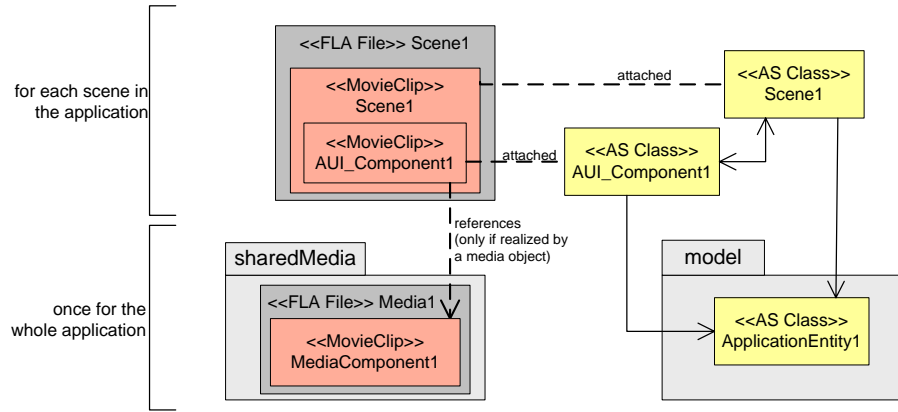 for each scene in
the application
<<FLA File>> Scene1
<<MovieClip>>
Scene1
<<MovieClip>>
AUI_Component1
attached
attached
<<AS Class>>
Scene1
<<AS Class>>
AUI_Component1
references
(only if realized by
a media object)
once for the
whole application
sharedMedia
<<FLA File>> Media1
<<MovieClip>>
MediaComponent1
model
<<AS Class>>
ApplicationEntity1